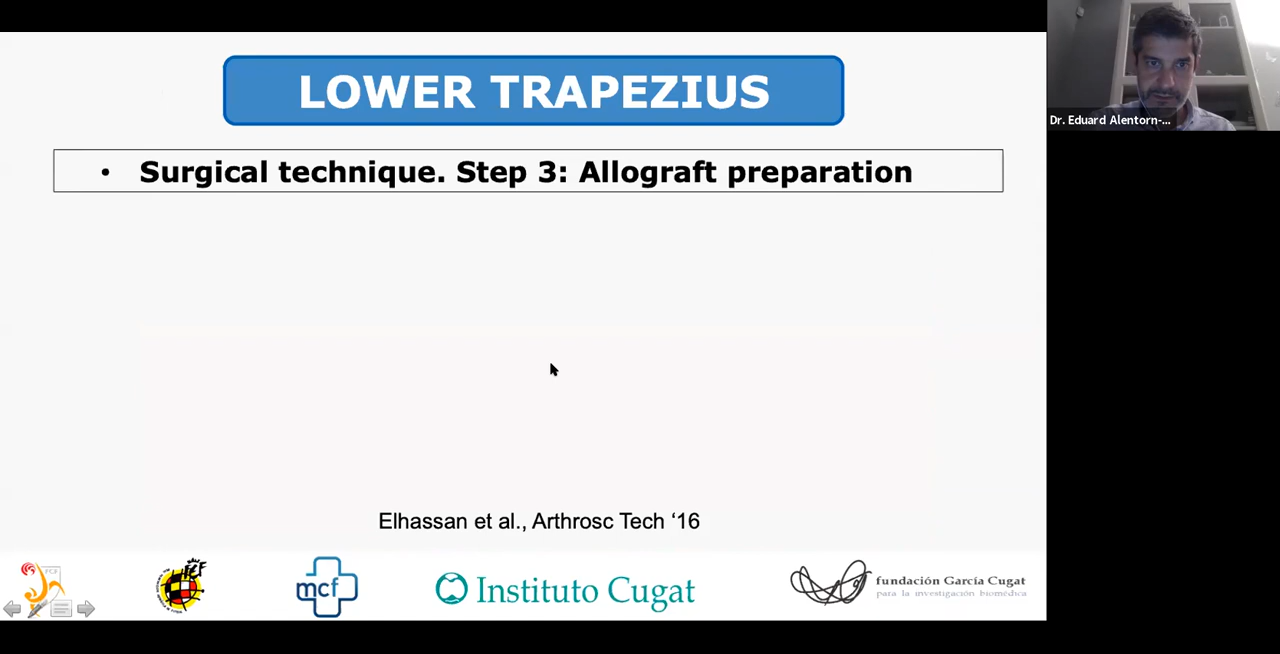 LOWER TRAPEZIUS
Dr. Eduard Alentorn-...
• Surgical technique. Step 3: Allograft preparation
Elhassan et al., Arthrosc Tech ‘16
mcf
Instituto Cugat
fundación García Cugat
para la investigación biomédica